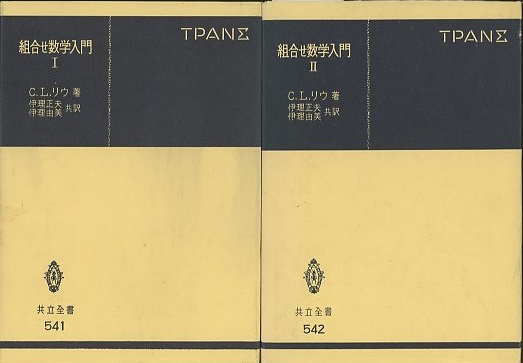 TPANΣ
組合せ数学入門
I
C.L.リウ 著
伊理正夫
伊理由美 共訳
共立全書
541
TPANΣ
組合せ数学入門
II
C.L.リウ 著
伊理正夫
伊理由美 共訳
共立全書
542